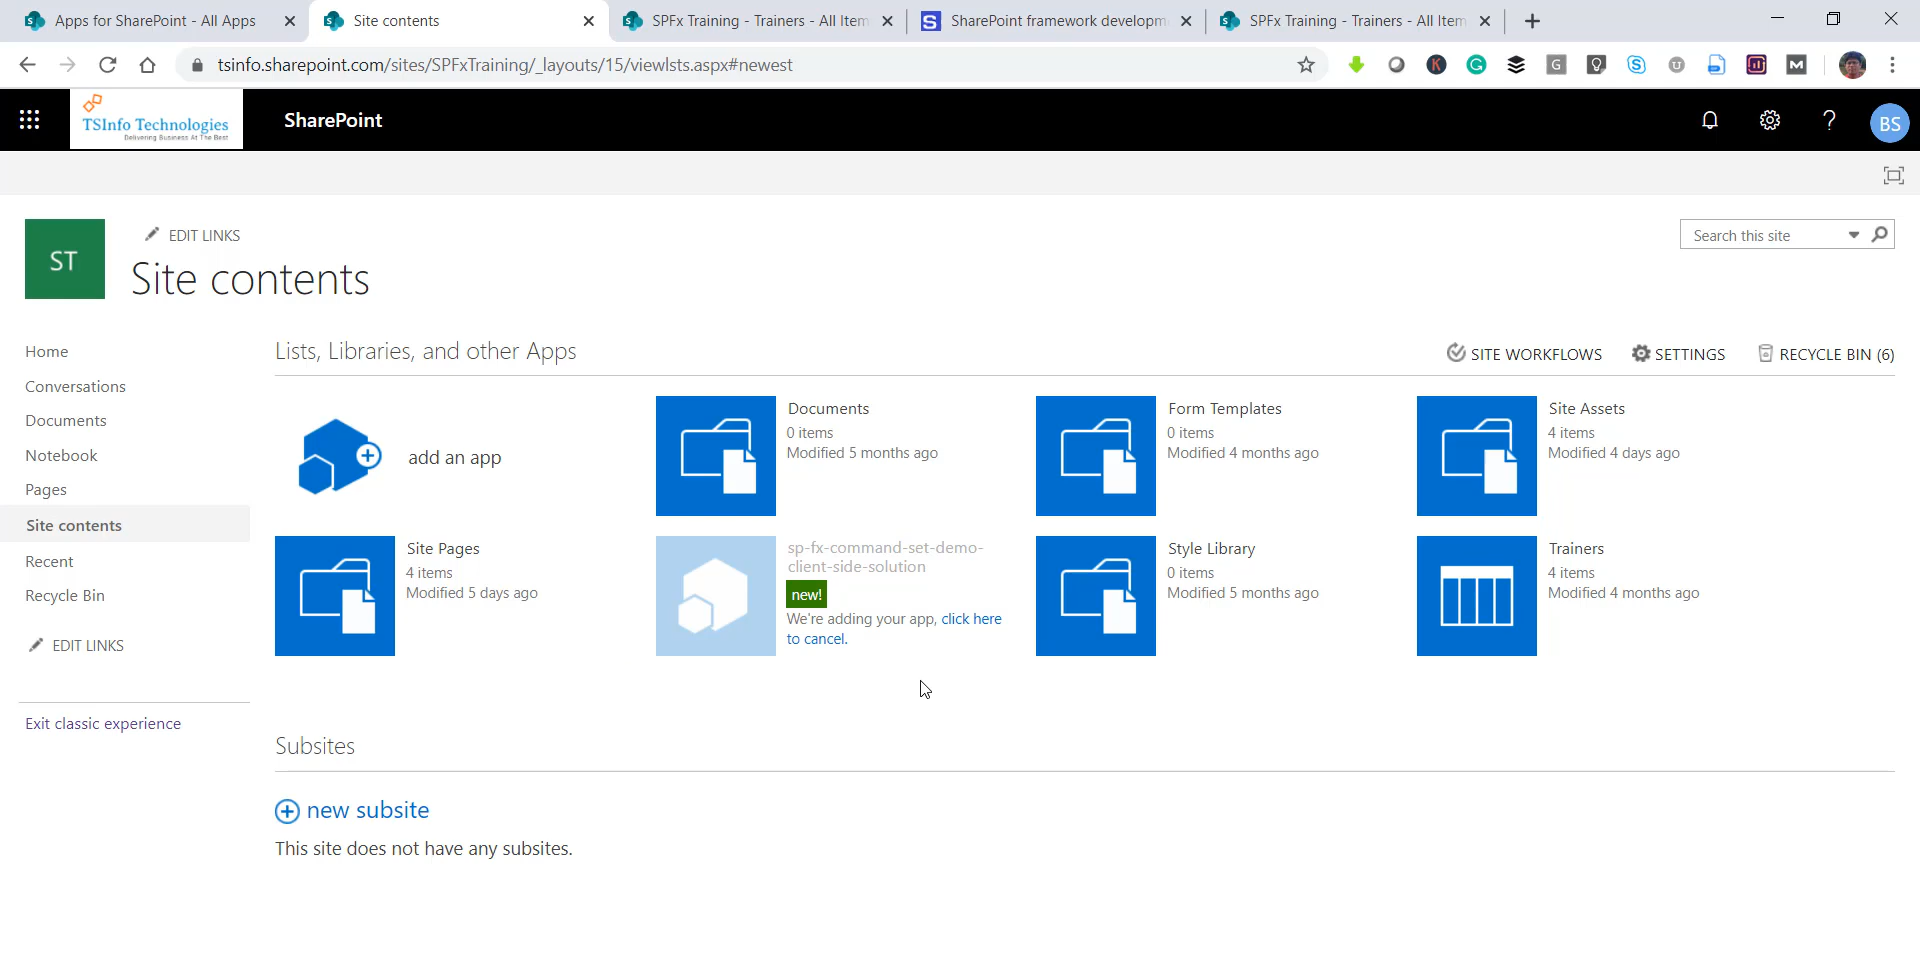 Apps for SharePoint - All Apps
Site contents
SPFx Training - Trainers - All Item
SharePoint framework developm
SPFx Training - Trainers - All Item
tsinfo.sharepoint.com/sites/SPFxTraining/_layouts/15/viewlsts.aspx#newest
TSInfo Technologies
Delivering Business At The Best
SharePoint
BS
ST
EDIT LINKS
Site contents
Search this site
Home
Conversations
Documents
Notebook
Pages
Site contents
Recent
Recycle Bin
EDIT LINKS
Exit classic experience
Lists, Libraries, and other Apps
SITE WORKFLOWS
SETTINGS
RECYCLE BIN (6)
add an app
Documents
0 items
Modified 5 months ago
Form Templates
0 items
Modified 4 months ago
Site Assets
4 items
Modified 4 days ago
Site Pages
4 items
Modified 5 days ago
sp-fx-command-set-demo-
client-side-solution
new!
We're adding your app, click here
to cancel.
Style Library
0 items
Modified 5 months ago
Trainers
4 items
Modified 4 months ago
Subsites
new subsite
This site does not have any subsites.